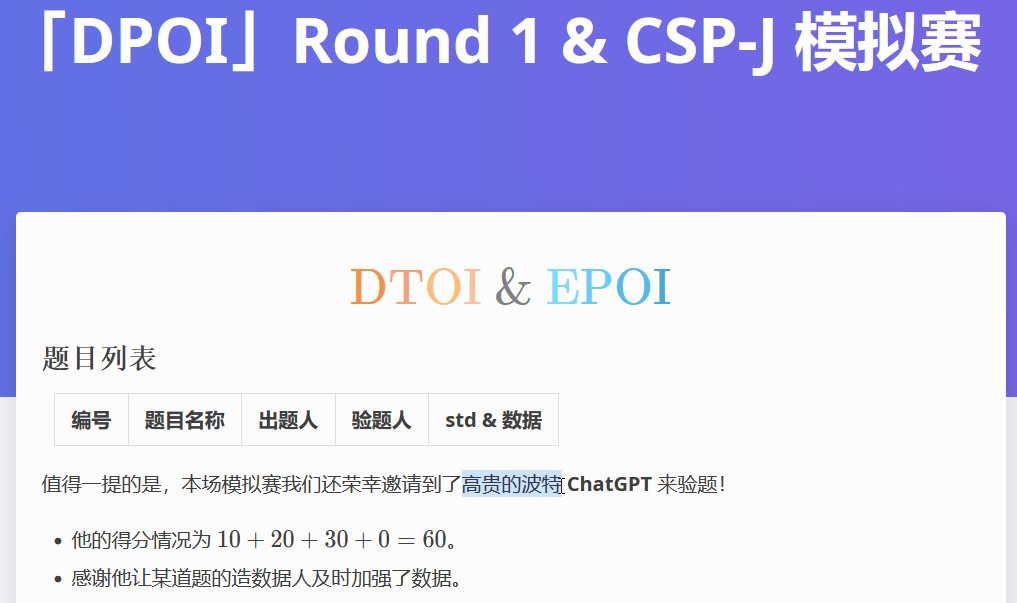 「DPOI」Round 1 & CSP-J 模拟赛
DTOI & EPOI
题目列表
编号 题目名称 出题人 验题人 std & 数据
值得一提的是，本场模拟赛我们还荣幸邀请到了高贵的波特 ChatGPT 来验题！
• 他的得分情况为 10 + 20 + 30 + 0 = 60。
• 感谢他让某道题的造数据人及时加强了数据。